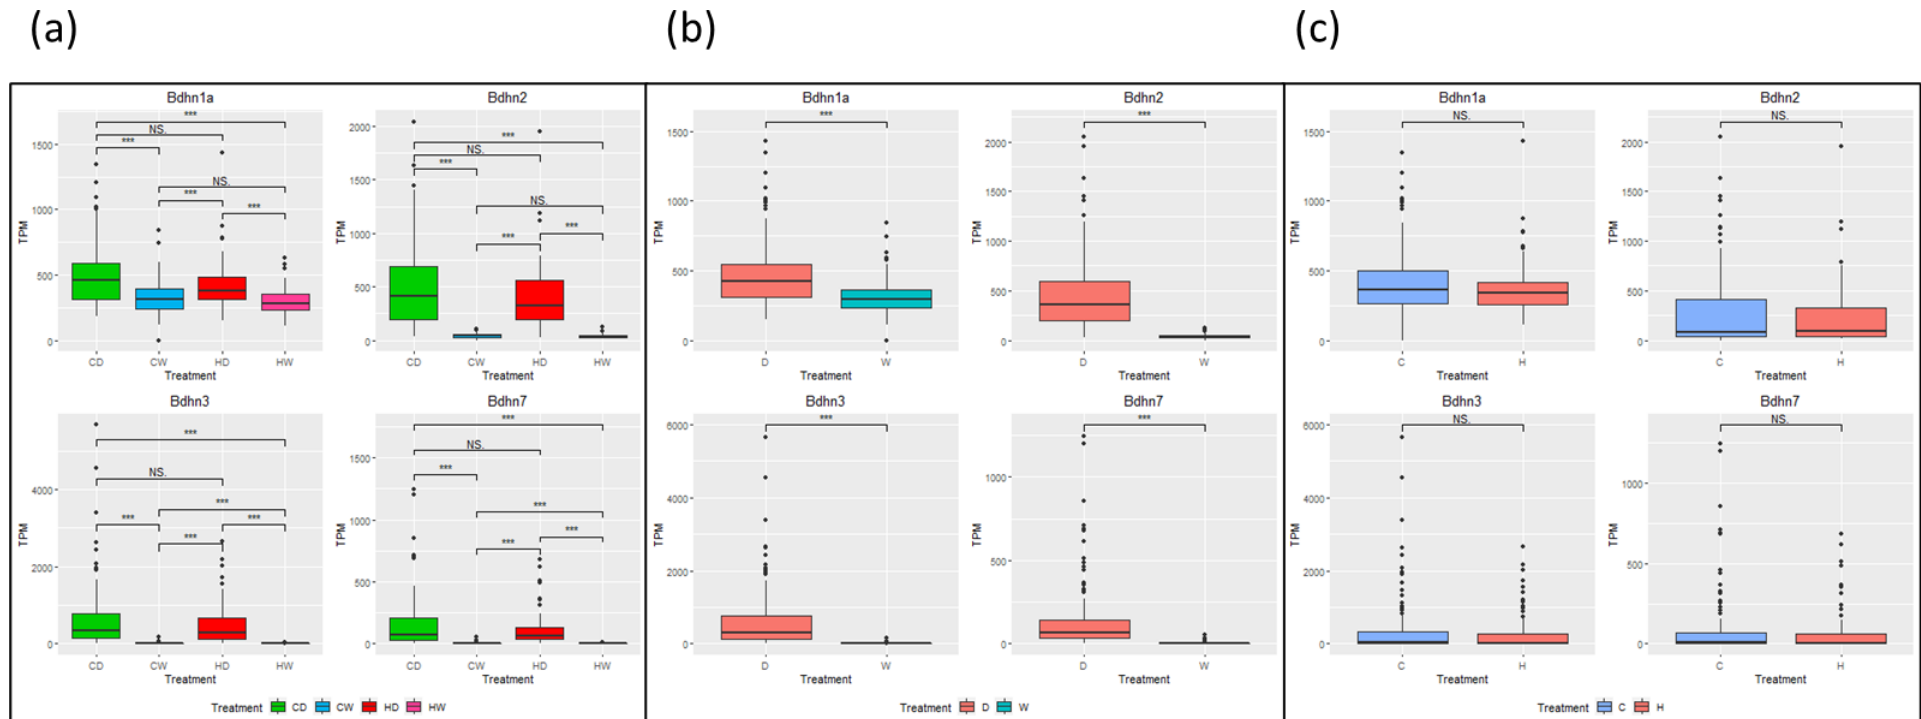 (a) (b) (c)
Bdhn1a Bdhn2 Bdhn1a Bdhn2 Bdhn1a Bdhn2
*** NS. *** NS. *** ***
TPM
1500
1000
500
0
CD CW HD HW
Treatment
*** NS. *** NS. *** ***
TPM
2000
1500
1000
500
0
CD CW HD HW
Treatment
***
TPM
1500
1000
500
0
D W
Treatment
***
TPM
2000
1500
1000
500
0
D W
Treatment
NS.
TPM
1500
1000
500
0
C H
Treatment
NS.
TPM
2000
1500
1000
500
0
C H
Treatment
Bdhn3 Bdhn7 Bdhn3 Bdhn7 Bdhn3 Bdhn7
*** NS. *** *** *** ***
TPM
4000
2000
0
CD CW HD HW
Treatment
*** NS. *** *** *** ***
TPM
1500
1000
500
0
CD CW HD HW
Treatment
***
TPM
6000
4000
2000
0
D W
Treatment
***
TPM
1000
500
0
D W
Treatment
NS.
TPM
6000
4000
2000
0
C H
Treatment
NS.
TPM
1000
500
0
C H
Treatment
Treatment CD CW HD HW
Treatment D W
Treatment C H